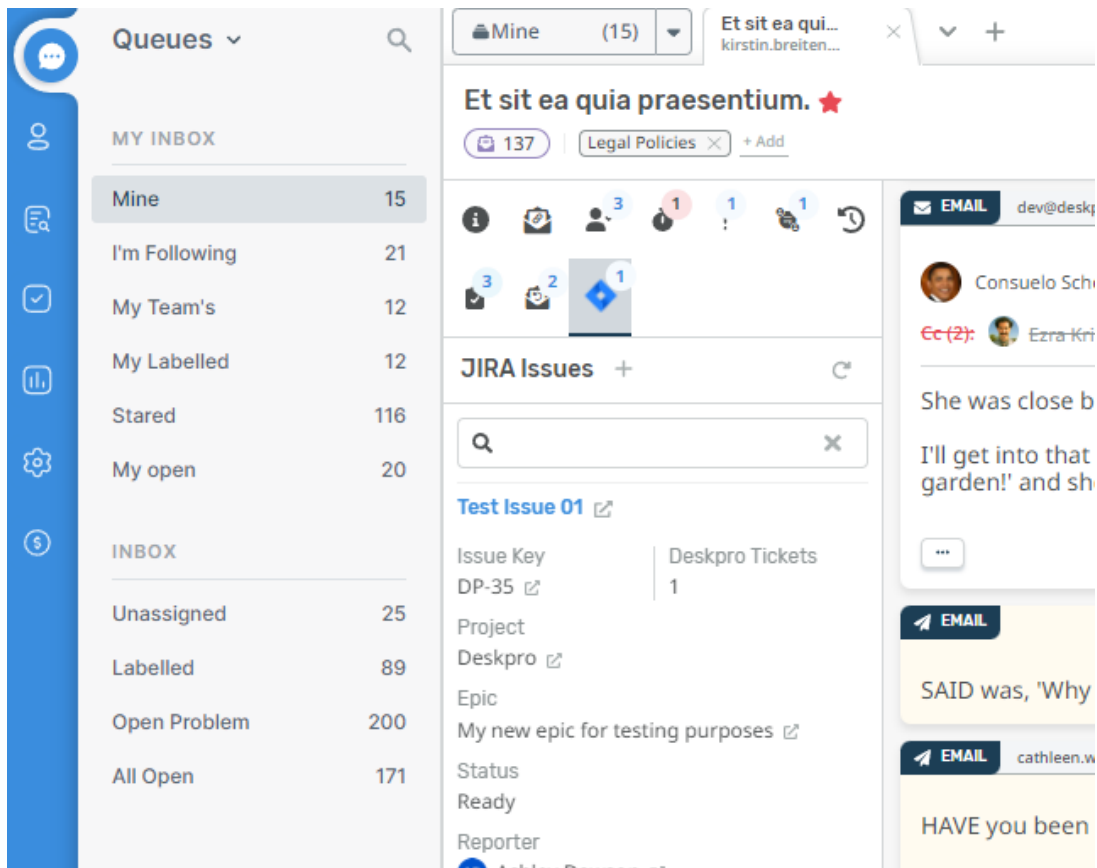 Queues
MY INBOX
Mine 15
I'm Following 21
My Team's 12
My Labelled 12
Stared 116
My open 20
INBOX
Unassigned 25
Labelled 89
Open Problem 200
All Open 171
Mine (15)
Et sit ea qui...
kirstin.breiten...
Et sit ea quia praesentium.
137 Legal Policies + Add
3 1 1 1
3 2 1
JIRA Issues
Test Issue 01
Issue Key Deskpro Tickets
DP-35 1
Project
Deskpro
Epic
My new epic for testing purposes
Status
Ready
Reporter
EMAIL dev@deskp
Consuelo Sch
Cc (2): Ezra Kri
She was close b
I'll get into that
garden!' and sh
EMAIL
SAID was, 'Why
EMAIL cathleen.w
HAVE you been